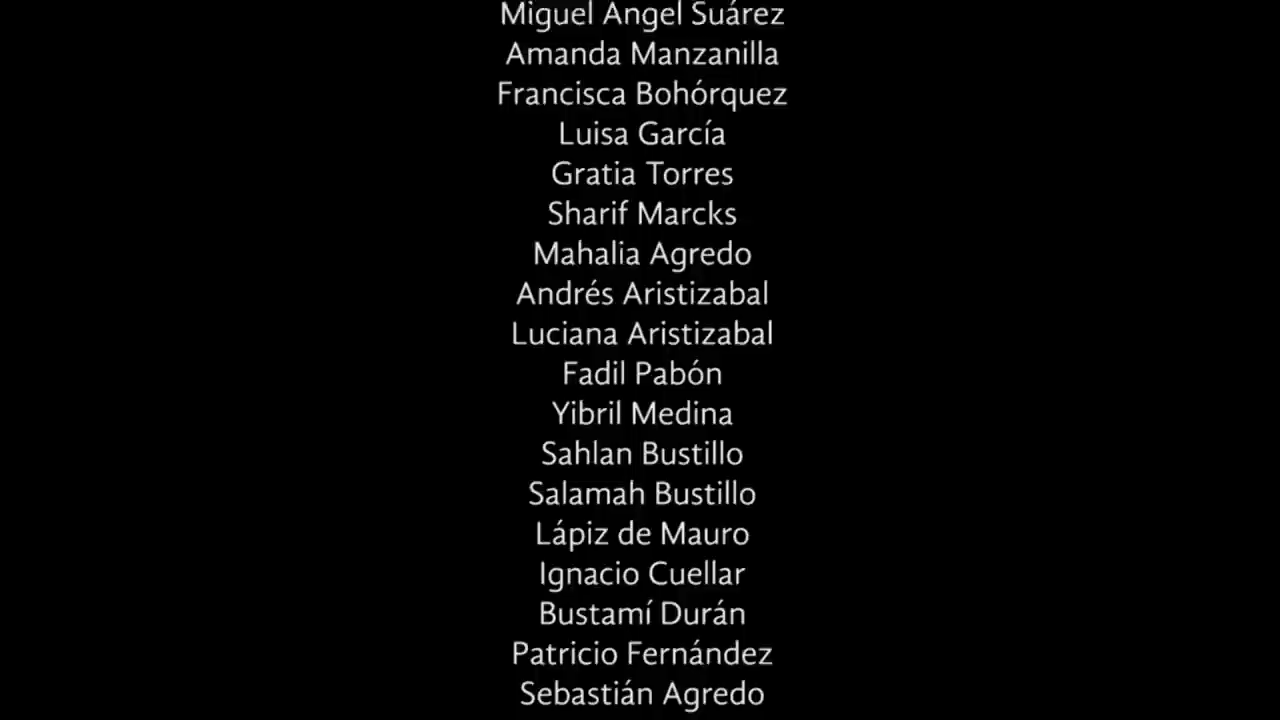 Miguel Angel Suárez
Amanda Manzanilla
Francisca Bohórquez
Luisa García
Gratia Torres
Sharif Marcks
Mahalia Agredo
Andrés Aristizabal
Luciana Aristizabal
Fadil Pabón
Yibril Medina
Sahlan Bustillo
Salamah Bustillo
Lápiz de Mauro
Ignacio Cuellar
Bustamí Durán
Patricio Fernández
Sebastián Agredo